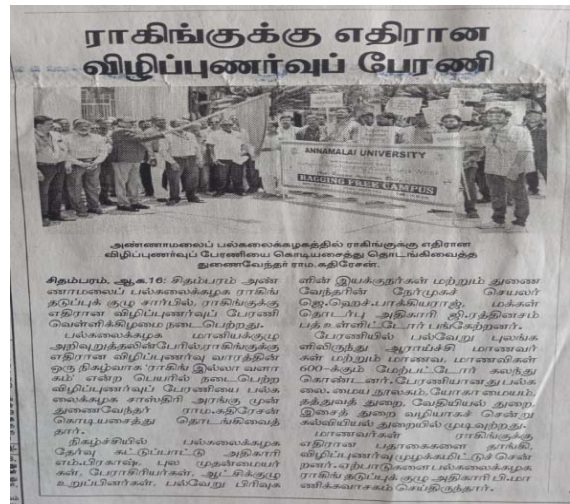 ராகிங்குக்கு எதிரான
விழிப்புணர்வுப் பேரணி
ANNAMALAI UNIVERSITY
RAGGING FREE CAMPUS
அண்ணாமலைப் பல்கலைக்கழகத்தில் ராகிங்குக்கு எதிரான
விழிப்புணர்வுப் பேரணியை கொடியசைத்து தொடங்கிவைத்த
துணைவேந்தர் ராம.கதிரேசன்.
சிதம்பரம், ஆக.16: சிதம்பரம் அண்
ணாமலைப் பல்கலைக்கழக ராகிங்
தடுப்புக் குழு சார்பில், ராகிங்குக்கு
எதிரான விழிப்புணர்வுப் பேரணி
வெள்ளிக்கிழமை நடைபெற்றது.
பல்கலைக்கழக மானியக்குழு
அறிவுறுத்தலின்பேரில், ராகிங்குக்கு
எதிரான விழிப்புணர்வு வாரத்தின்
ஒரு நிகழ்வாக 'ராகிங் இல்லா வளா
கம்' என்ற பெயரில் நடைபெற்ற
விழிப்புணர்வுப் பேரணியை பல்க
லைக்கழக சாஸ்திரி அரங்கு முன்
துணைவேந்தர் ராம.கதிரேசன்
கொடியசைத்து தொடங்கிவைத்
தார்.
நிகழ்ச்சியில் பல்கலைக்கழக
தேர்வு கட்டுப்பாட்டு அதிகாரி
எம்.பிரகாஷ், புல முதன்மையர்
கள், பேராசிரியர்கள், ஆட்சிக்குழு
உறுப்பினர்கள், பல்வேறு பிரிவுக
ளின் இயக்குநர்கள் மற்றும் துணை
வேந்தரின் நேர்முகச் செயலர்
ஜெ.ஹெச்.பாக்கியராஜ், மக்கள்
தொடர்பு அதிகாரி ஜி.ரத்தினசம்
பத் உள்ளிட்டோர் பங்கேற்றனர்.
பேரணியில் பல்வேறு புலங்க
ளிலிருந்து ஆராய்ச்சி மாணவர்
கள் மற்றும் மாணவ, மாணவிகள்
600-க்கும் மேற்பட்டோர் கலந்து
கொண்டனர். பேரணியானது பல்க
லை. மைய நூலகம், யோகா மையம்,
தத்துவத் துறை, வேதியியல் துறை,
இசைத் துறை வழியாகச் சென்று
கல்வியியல் துறையில் முடிவுற்றது.
மாணவர்கள் ராகிங்குக்கு
எதிரான பதாகைகளை தாங்கி,
விழிப்புணர்வு முழக்கமிட்டுச் சென்
றனர். ஏற்பாடுகளை பல்கலைக்கழக
ராகிங் தடுப்புக் குழு அதிகாரி பி.மா
ணிக்கவாசகம் செய்திருந்தார்.